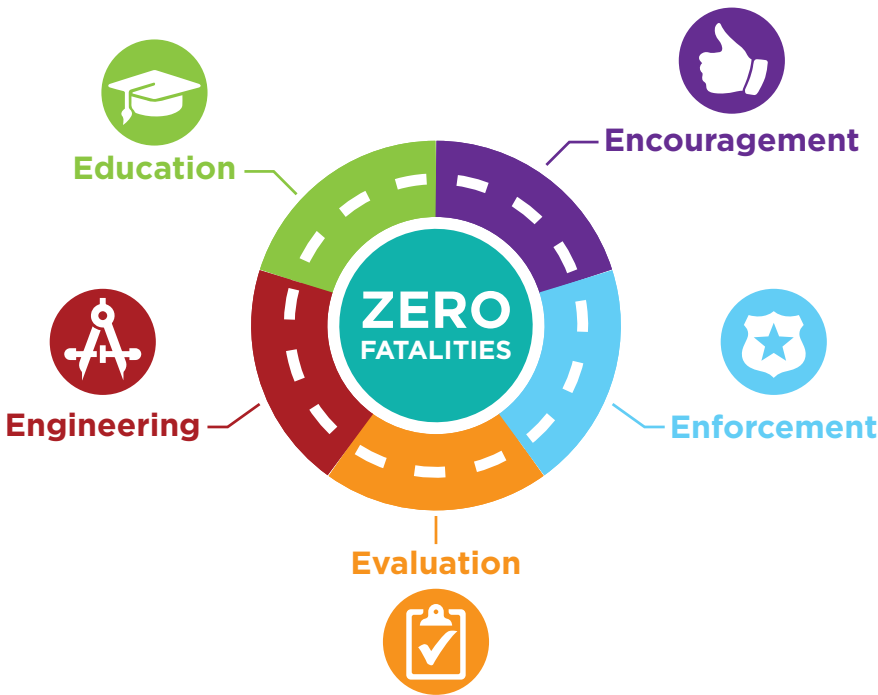 Encouragement
Education
ZERO
FATALITIES
Engineering
Enforcement
Evaluation